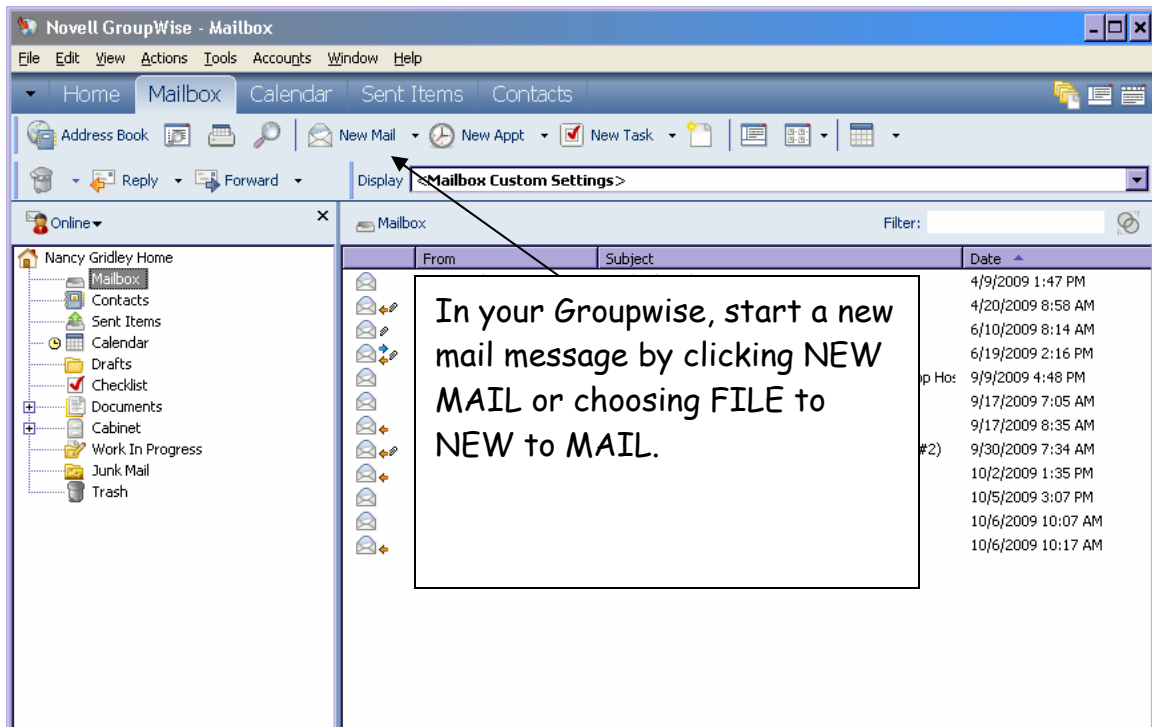 Novell GroupWise - Mailbox
File Edit View Actions Tools Accounts Window Help
Home Mailbox Calendar Sent Items Contacts
Address Book New Mail New Appt New Task
Reply Forward Display <Mailbox Custom Settings>
Online Mailbox Filter:
Nancy Gridley Home
Mailbox
Contacts
Sent Items
Calendar
Drafts
Checklist
Documents
Cabinet
Work In Progress
Junk Mail
Trash
From Subject Date
4/9/2009 1:47 PM
4/20/2009 8:58 AM
6/10/2009 8:14 AM
6/19/2009 2:16 PM
9/9/2009 4:48 PM
9/17/2009 7:05 AM
9/17/2009 8:35 AM
#2) 9/30/2009 7:34 AM
10/2/2009 1:35 PM
10/5/2009 3:07 PM
10/6/2009 10:07 AM
10/6/2009 10:17 AM
In your Groupwise, start a new
mail message by clicking NEW
MAIL or choosing FILE to
NEW to MAIL.